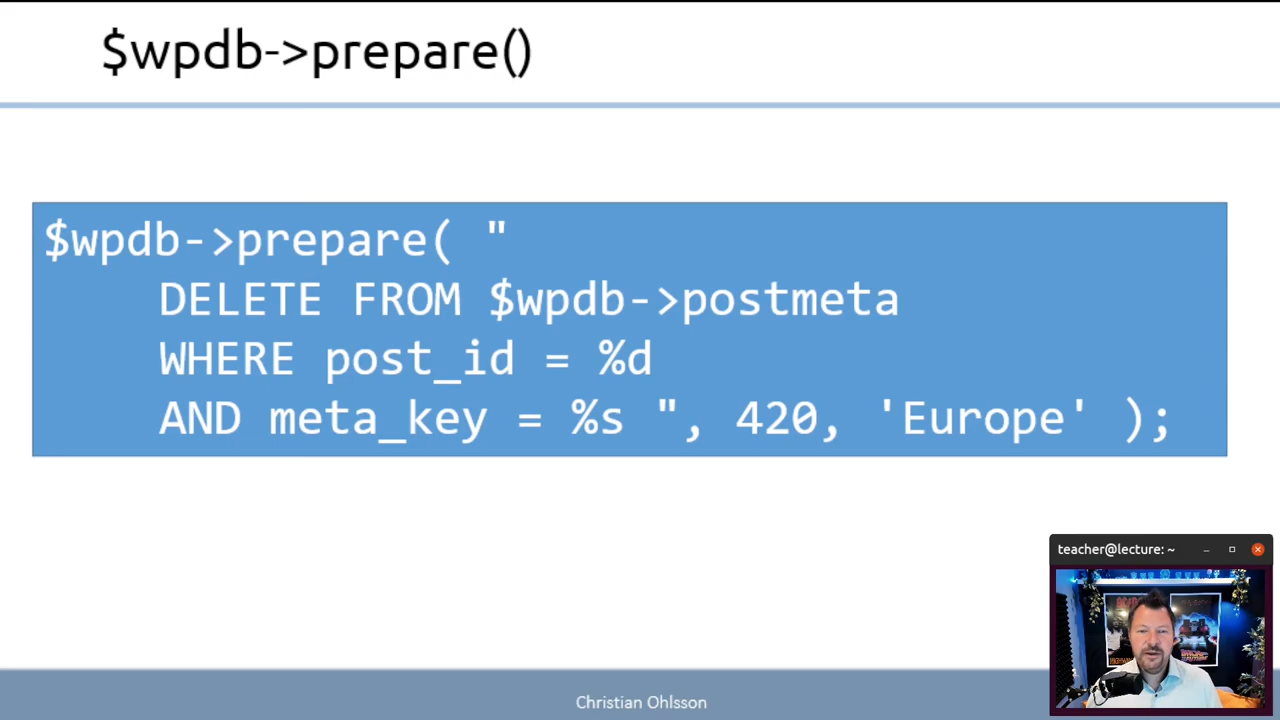 $wpdb->prepare()
$wpdb->prepare( "
DELETE FROM $wpdb->postmeta
WHERE post_id = %d
AND meta_key = %s ", 420, 'Europe' );
teacher@lecture: ~
Christian Ohlsson